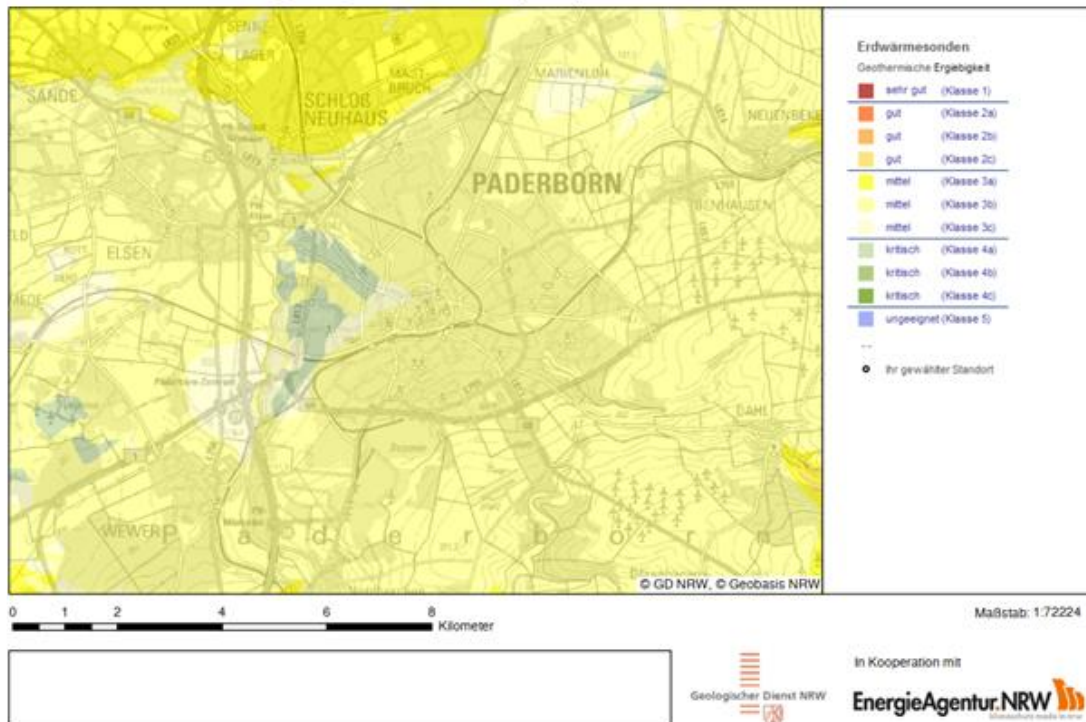 SENNE
LAGER
SANDE
SCHLOß
NEUHAUS
MAST
BRUCH
MARIENLOH
NEUENBEKE
PADERBORN
BENHAUSEN
ELSEN
DAHL
WEWER
P a d e r b o r n
© GD NRW, © Geobasis NRW
Erdwärmesonden
Geothermische Ergiebigkeit
sehr gut (Klasse 1)
gut (Klasse 2a)
gut (Klasse 2b)
gut (Klasse 2c)
mittel (Klasse 3a)
mittel (Klasse 3b)
mittel (Klasse 3c)
kritisch (Klasse 4a)
kritisch (Klasse 4b)
kritisch (Klasse 4c)
ungeeignet (Klasse 5)
Ihr gewählter Standort
0 1 2 4 6 8
Kilometer
Maßstab: 1:72224
Geologischer Dienst NRW
In Kooperation mit
EnergieAgentur.NRW